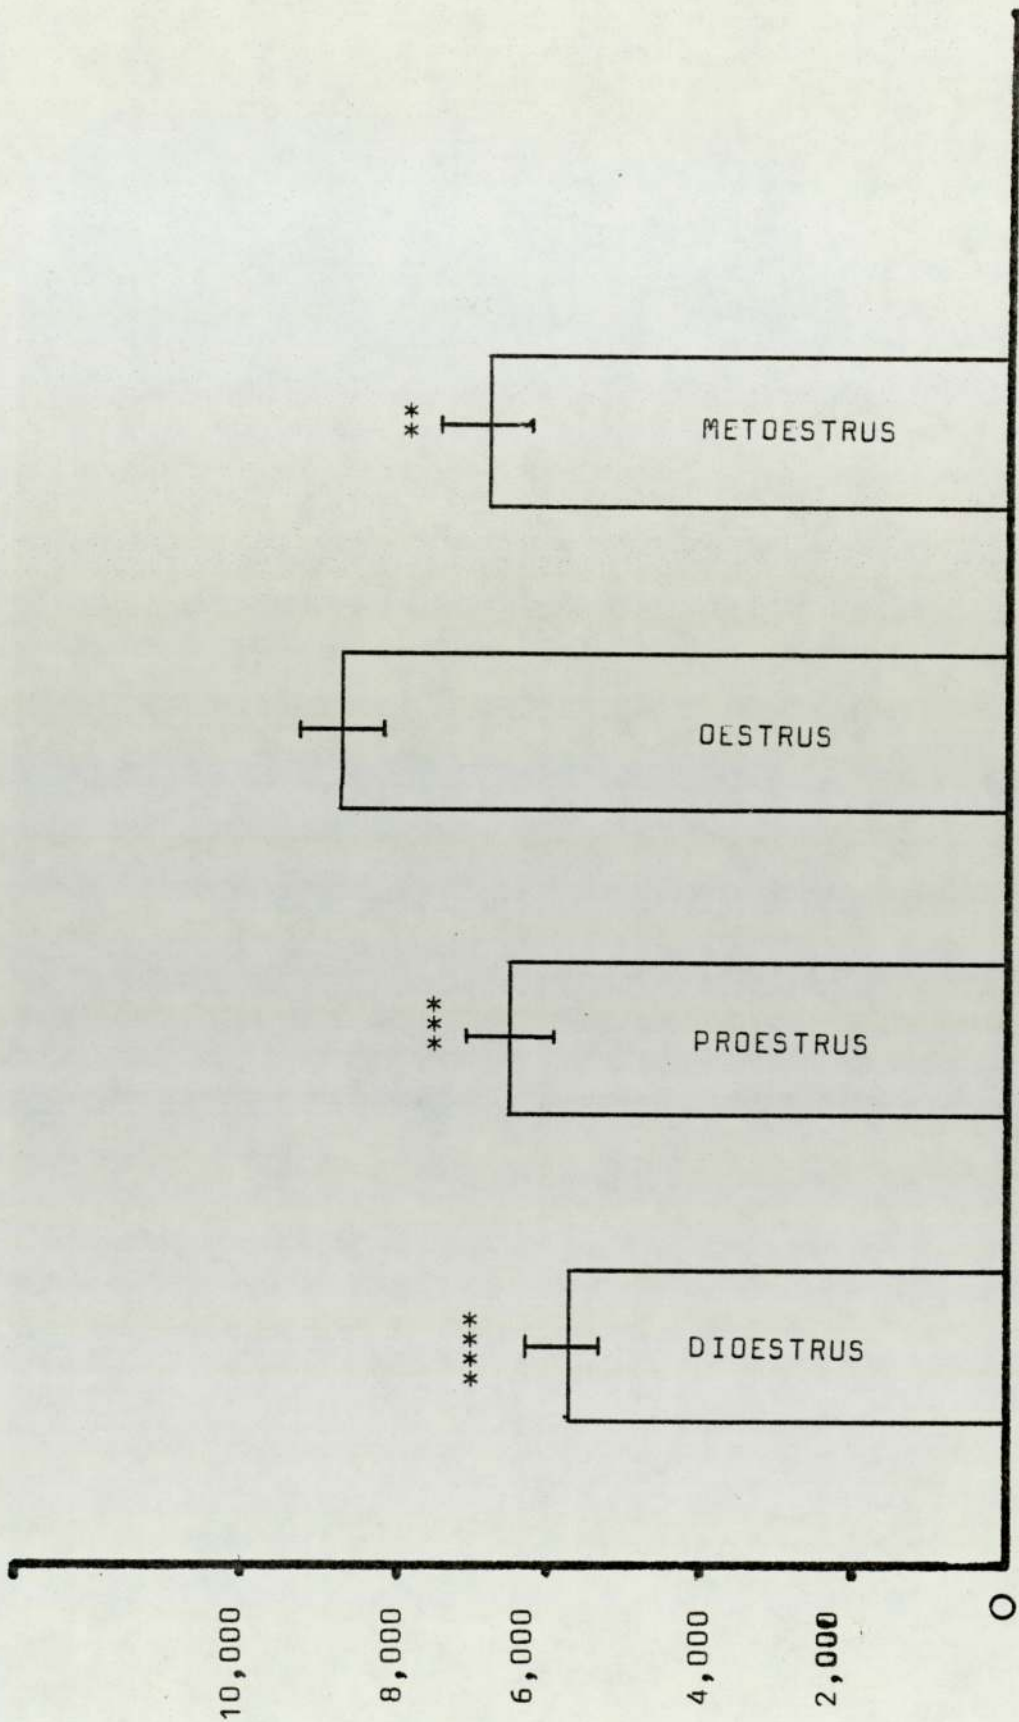 10,000
8,000
6,000
4,000
2,000
0
****
DIOESTRUS
***
PROESTRUS
OESTRUS
**
METOESTRUS